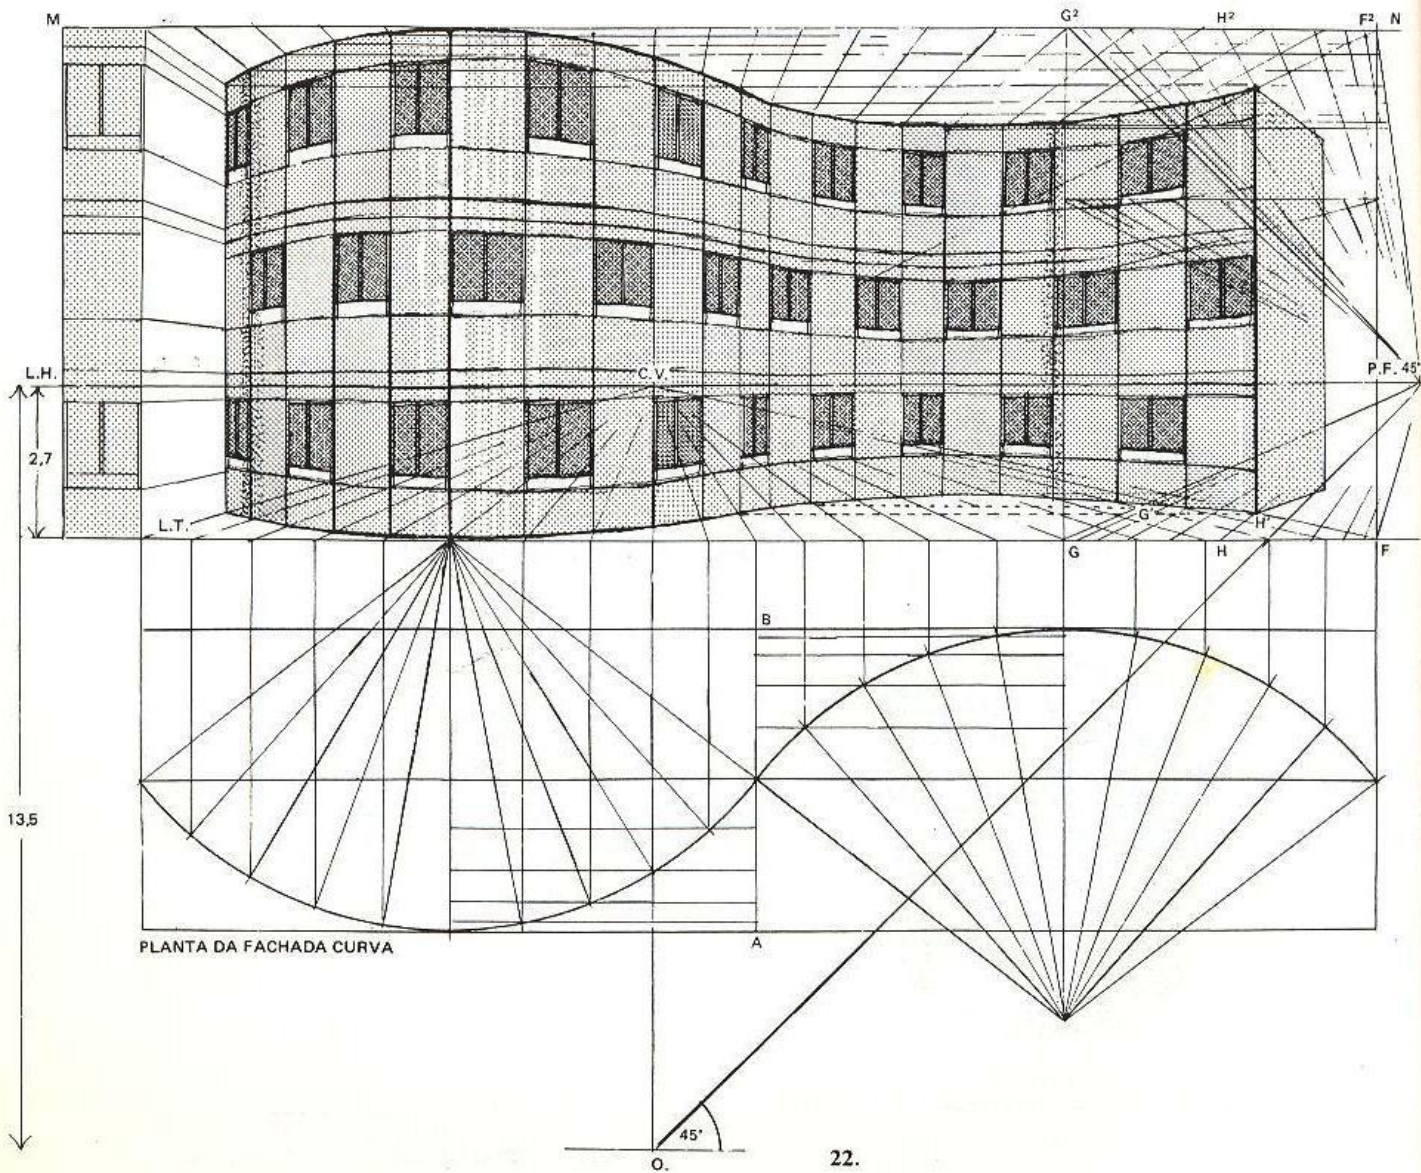 M
G² H² F² N
L.H.
C.V.
P.F. 45°
2,7
L.T.
G' H'
G H F
B
13,5
PLANTA DA FACHADA CURVA
A
45°
O.
22.